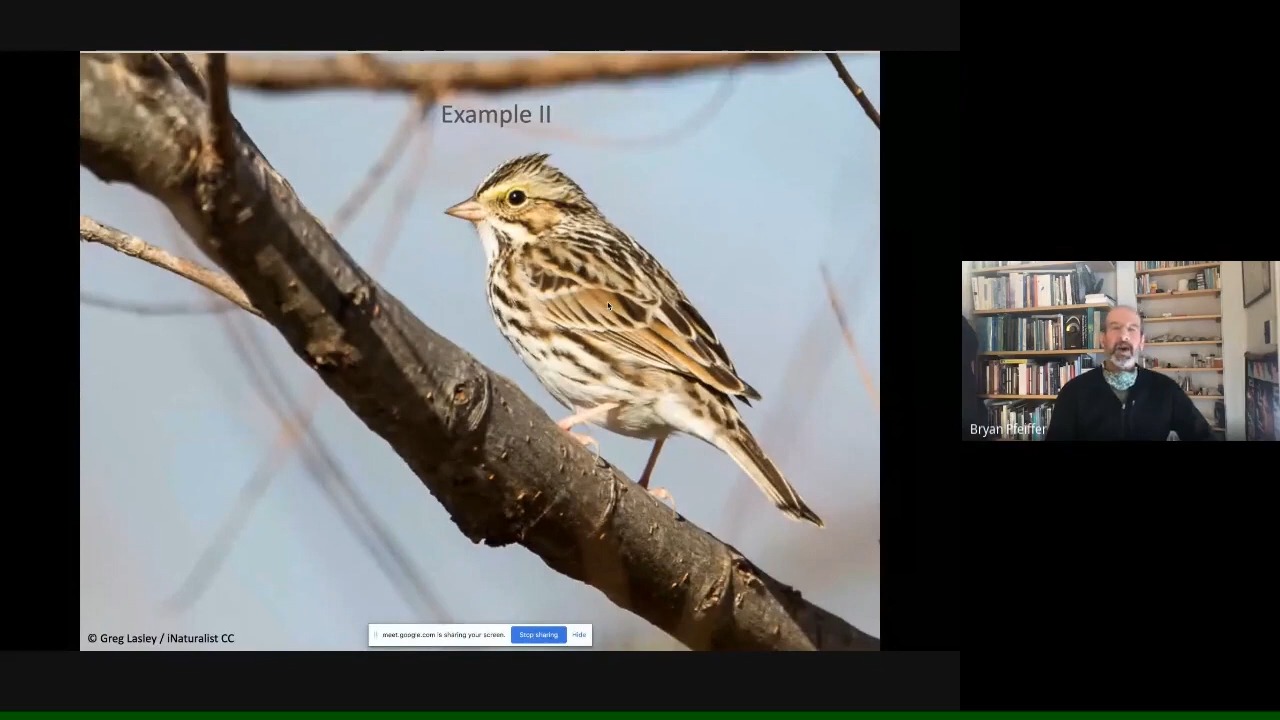 Example II
Bryan Pfeiffer
meet.google.com is sharing your screen. Stop sharing Hide
© Greg Lasley / iNaturalist CC